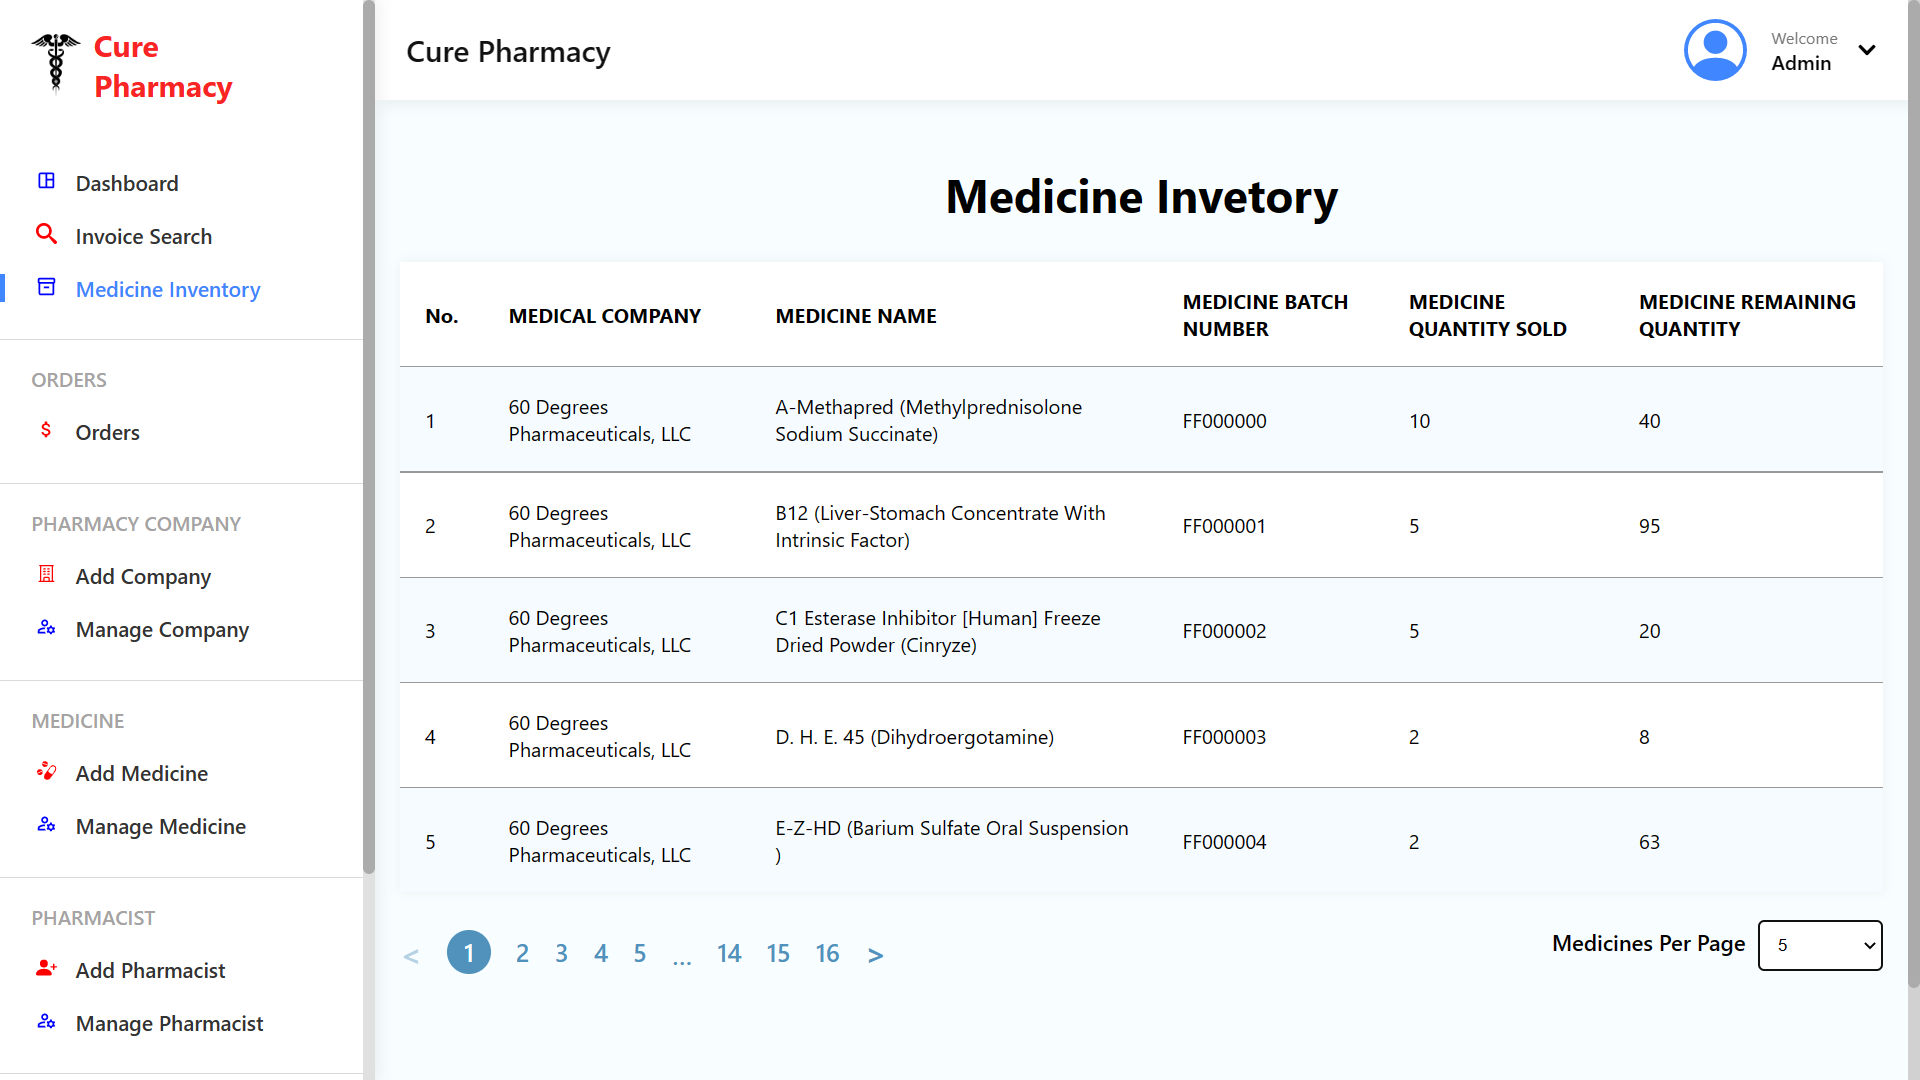 Cure
Pharmacy
Dashboard
Invoice Search
Medicine Inventory
ORDERS
Orders
PHARMACY COMPANY
Add Company
Manage Company
MEDICINE
Add Medicine
Manage Medicine
PHARMACIST
Add Pharmacist
Manage Pharmacist
Cure Pharmacy
Welcome
Admin
Medicine Invetory
No. MEDICAL COMPANY MEDICINE NAME MEDICINE BATCH NUMBER MEDICINE QUANTITY SOLD MEDICINE REMAINING QUANTITY
1 60 Degrees Pharmaceuticals, LLC A-Methapred (Methylprednisolone Sodium Succinate) FF000000 10 40
2 60 Degrees Pharmaceuticals, LLC B12 (Liver-Stomach Concentrate With Intrinsic Factor) FF000001 5 95
3 60 Degrees Pharmaceuticals, LLC C1 Esterase Inhibitor [Human] Freeze Dried Powder (Cinryze) FF000002 5 20
4 60 Degrees Pharmaceuticals, LLC D. H. E. 45 (Dihydroergotamine) FF000003 2 8
5 60 Degrees Pharmaceuticals, LLC E-Z-HD (Barium Sulfate Oral Suspension ) FF000004 2 63
< 1 2 3 4 5 ... 14 15 16 >
Medicines Per Page 5